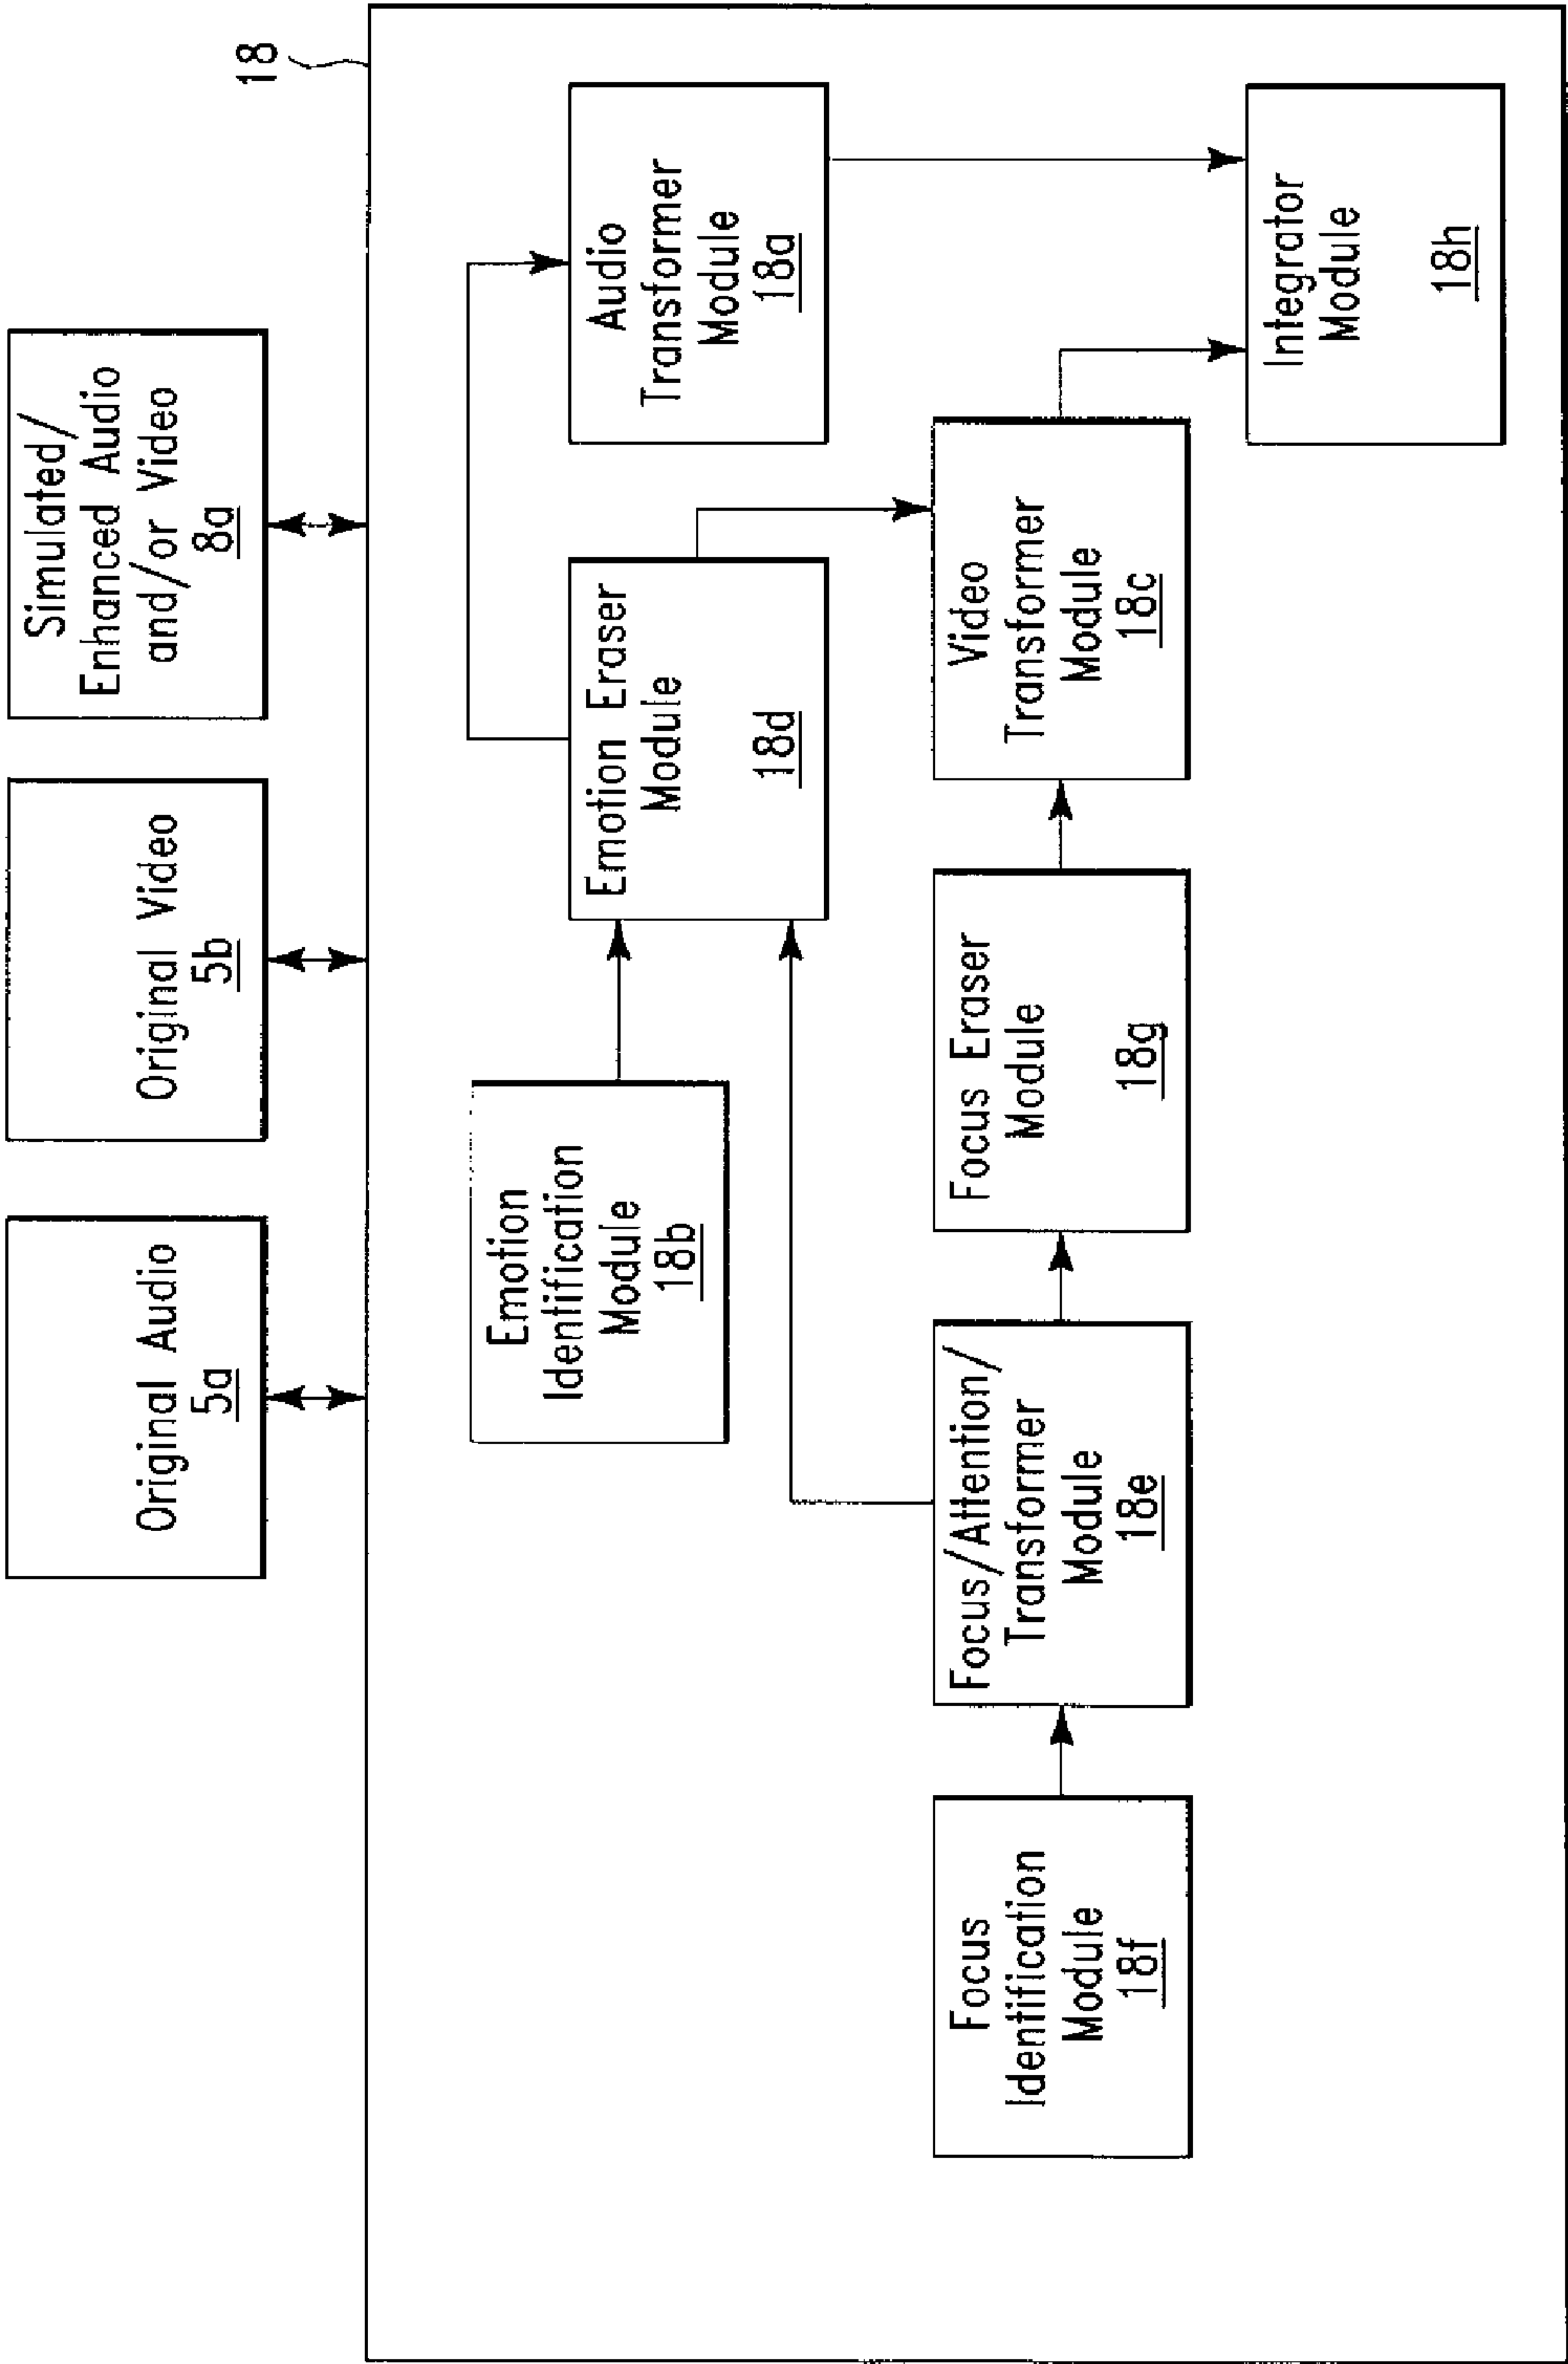 Original Audio
5a
Original Video
5b
Simulated/
Enhanced Audio
and/or Video
8a
18
Emotion
Identification
Module
18b
Emotion Eraser
Module
18d
Audio
Transformer
Module
18a
Focus
Identification
Module
18f
Focus/Attention/
Transformer
Module
18e
Focus Eraser
Module
18g
Video
Transformer
Module
18c
Integrator
Module
18h